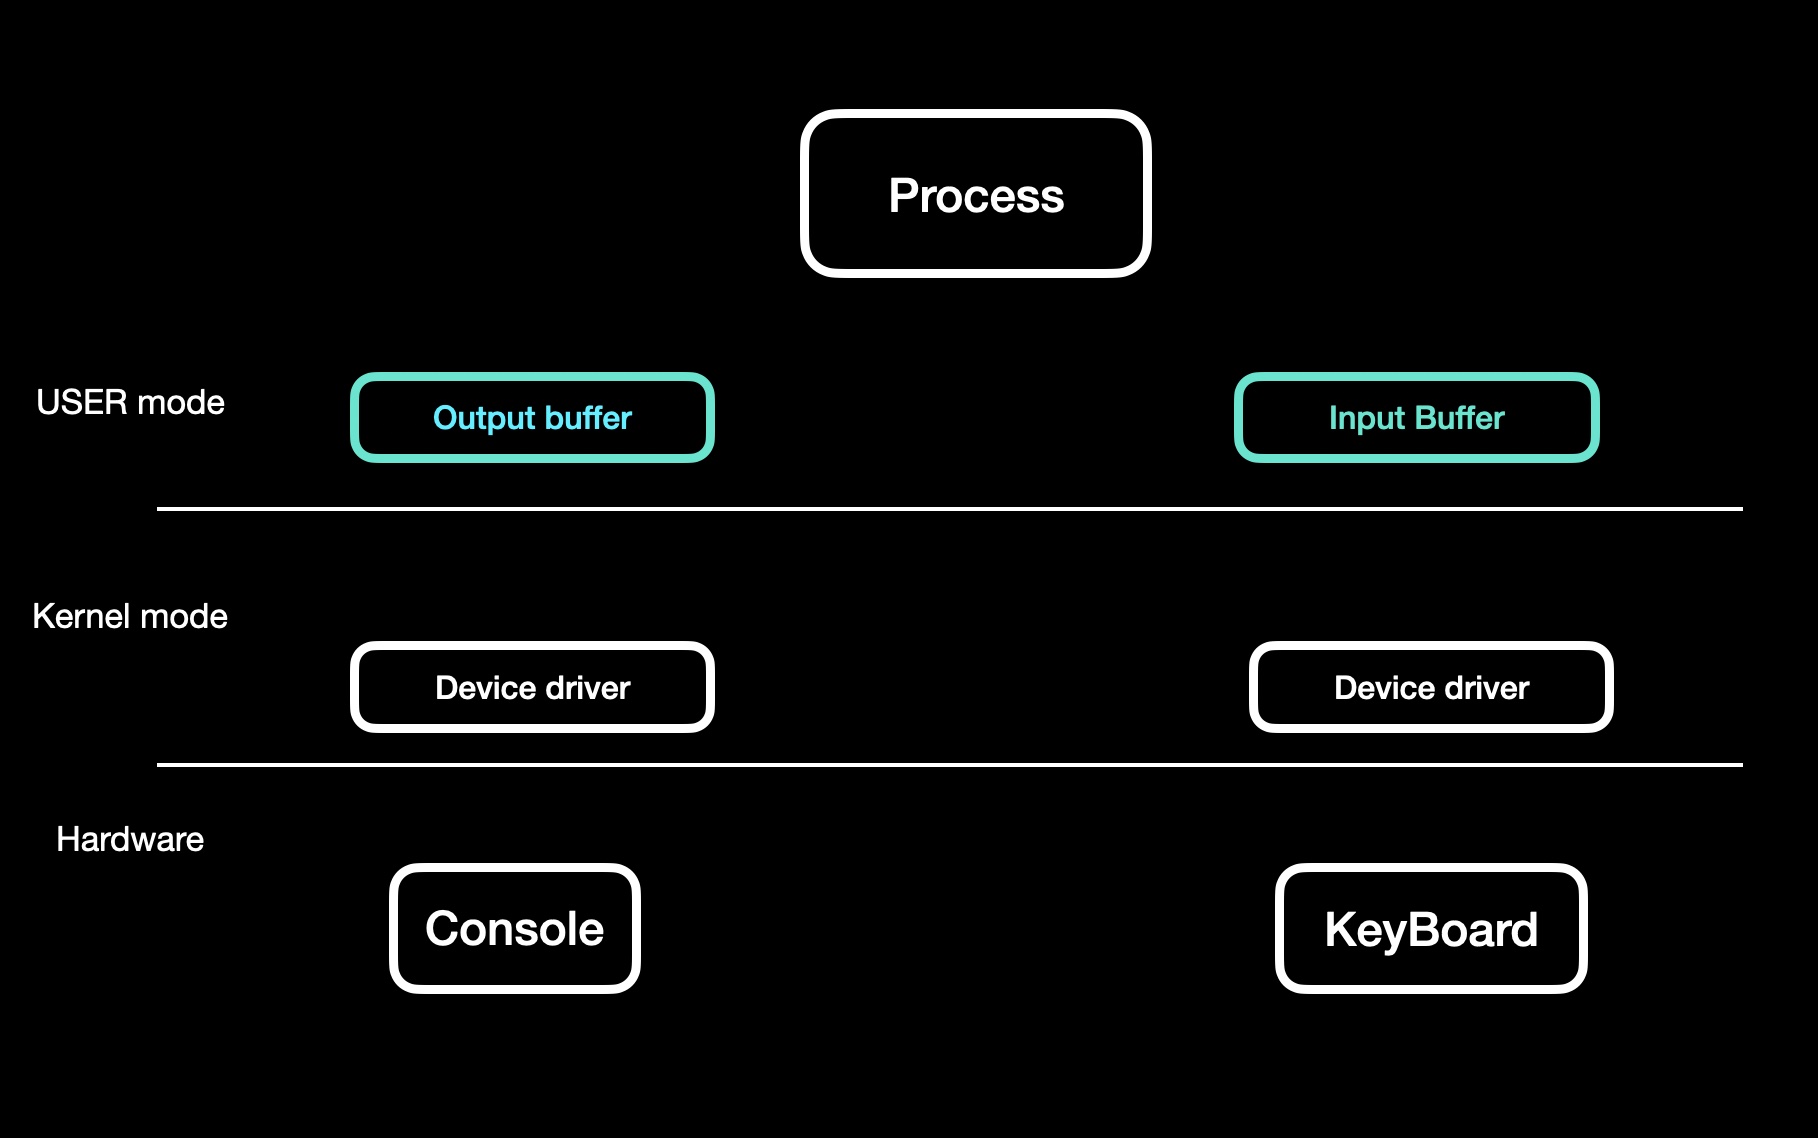 Process
USER mode
Output buffer
Input Buffer
Kernel mode
Device driver
Device driver
Hardware
Console
KeyBoard